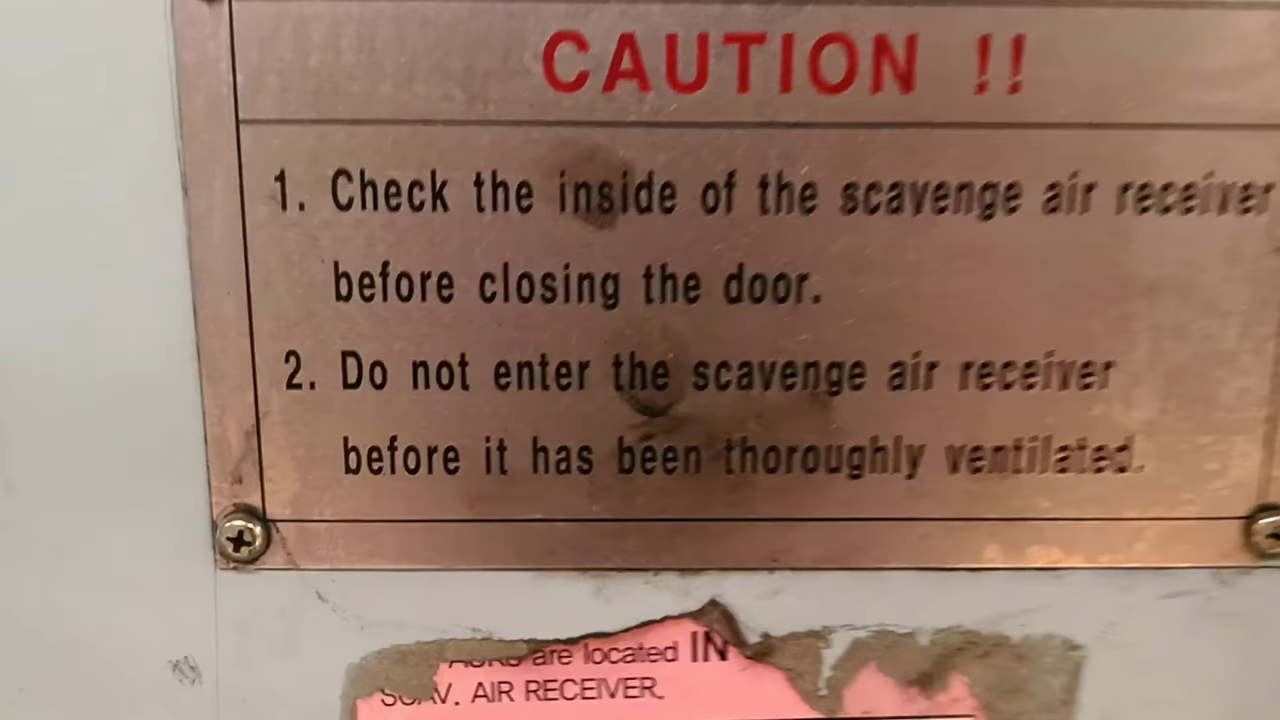 CAUTION !!
1. Check the inside of the scavenge air receiver
before closing the door.
2. Do not enter the scavenge air receiver
before it has been thoroughly ventilated.
are located IN
SCAV. AIR RECEIVER.